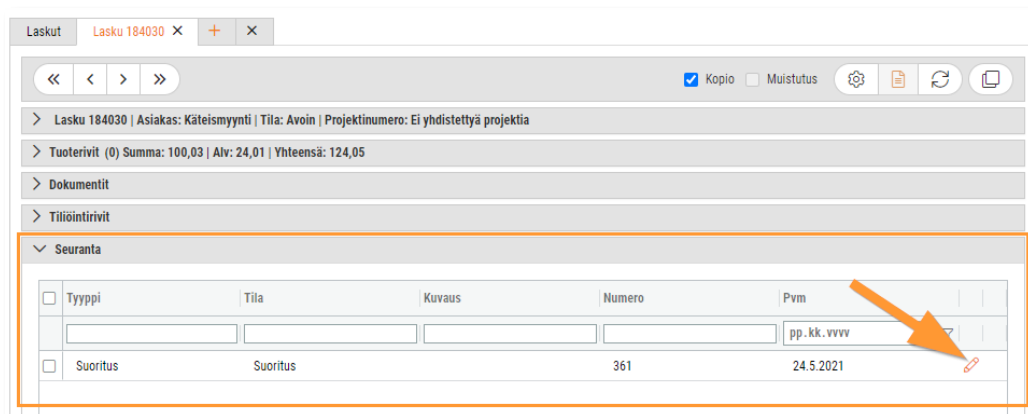 Laskut Lasku 184030
Kopio Muistutus
Lasku 184030 | Asiakas: Käteismyynti | Tila: Avoin | Projektinumero: Ei yhdistettyä projektia
Tuoterivit (0) Summa: 100,03 | Alv: 24,01 | Yhteensä: 124,05
Dokumentit
Tiliöintirivit
Seuranta
Tyyppi Tila Kuvaus Numero Pvm
pp.kk.vvvv
Suoritus Suoritus 361 24.5.2021